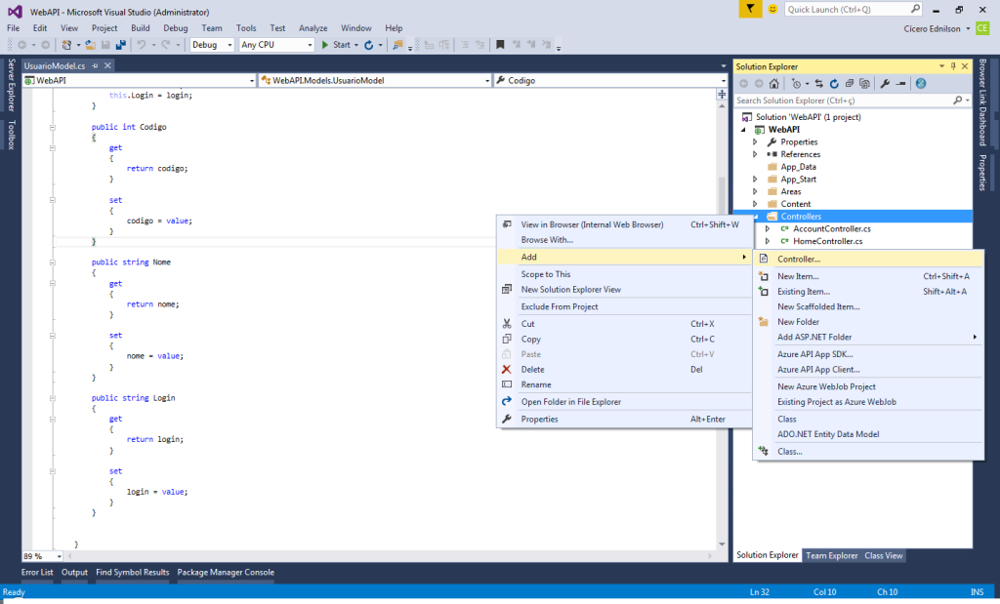 WebAPI - Microsoft Visual Studio (Administrator)
Quick Launch (Ctrl+Q)
File Edit View Project Build Debug Team Tools Test Analyze Window Help
Cícero Ednilson CE
Debug Any CPU Start
Server Explorer
Toolbox
UsuarioModel.cs
WebAPI WebAPI.Models.UsuarioModel Codigo
this.Login = login;
}
public int Codigo
{
get
{
return codigo;
}
set
{
codigo = value;
}
}
public string Nome
{
get
{
return nome;
}
set
{
nome = value;
}
}
public string Login
{
get
{
return login;
}
set
{
login = value;
}
}
}
89 %
View in Browser (Internal Web Browser) Ctrl+Shift+W
Browse With...
Add
Scope to This
New Solution Explorer View
Exclude From Project
Cut Ctrl+X
Copy Ctrl+C
Paste Ctrl+V
Delete Del
Rename
Open Folder in File Explorer
Properties Alt+Enter
Controller...
New Item... Ctrl+Shift+A
Existing Item... Shift+Alt+A
New Scaffolded Item...
New Folder
Add ASP.NET Folder
Azure API App SDK...
Azure API App Client...
New Azure WebJob Project
Existing Project as Azure WebJob
Class
ADO.NET Entity Data Model
Class...
Solution Explorer
Search Solution Explorer (Ctrl+ç)
Solution 'WebAPI' (1 project)
WebAPI
Properties
References
App_Data
App_Start
Areas
Content
Controllers
AccountController.cs
HomeController.cs
Solution Explorer Team Explorer Class View
Browser Link Dashboard
Properties
Error List Output Find Symbol Results Package Manager Console
Ready Ln 32 Col 10 Ch 10 INS